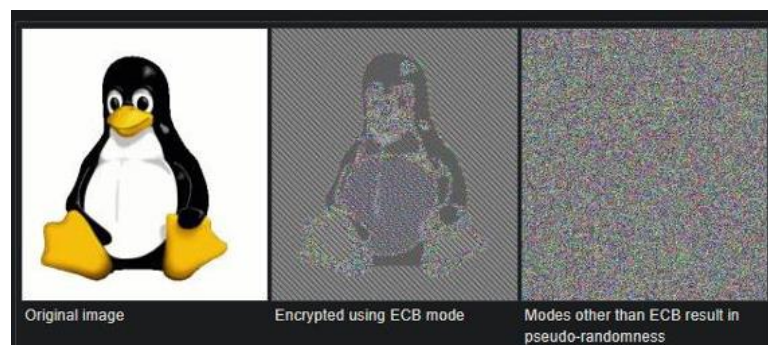 Original image
Encrypted using ECB mode
Modes other than ECB result in
pseudo-randomness